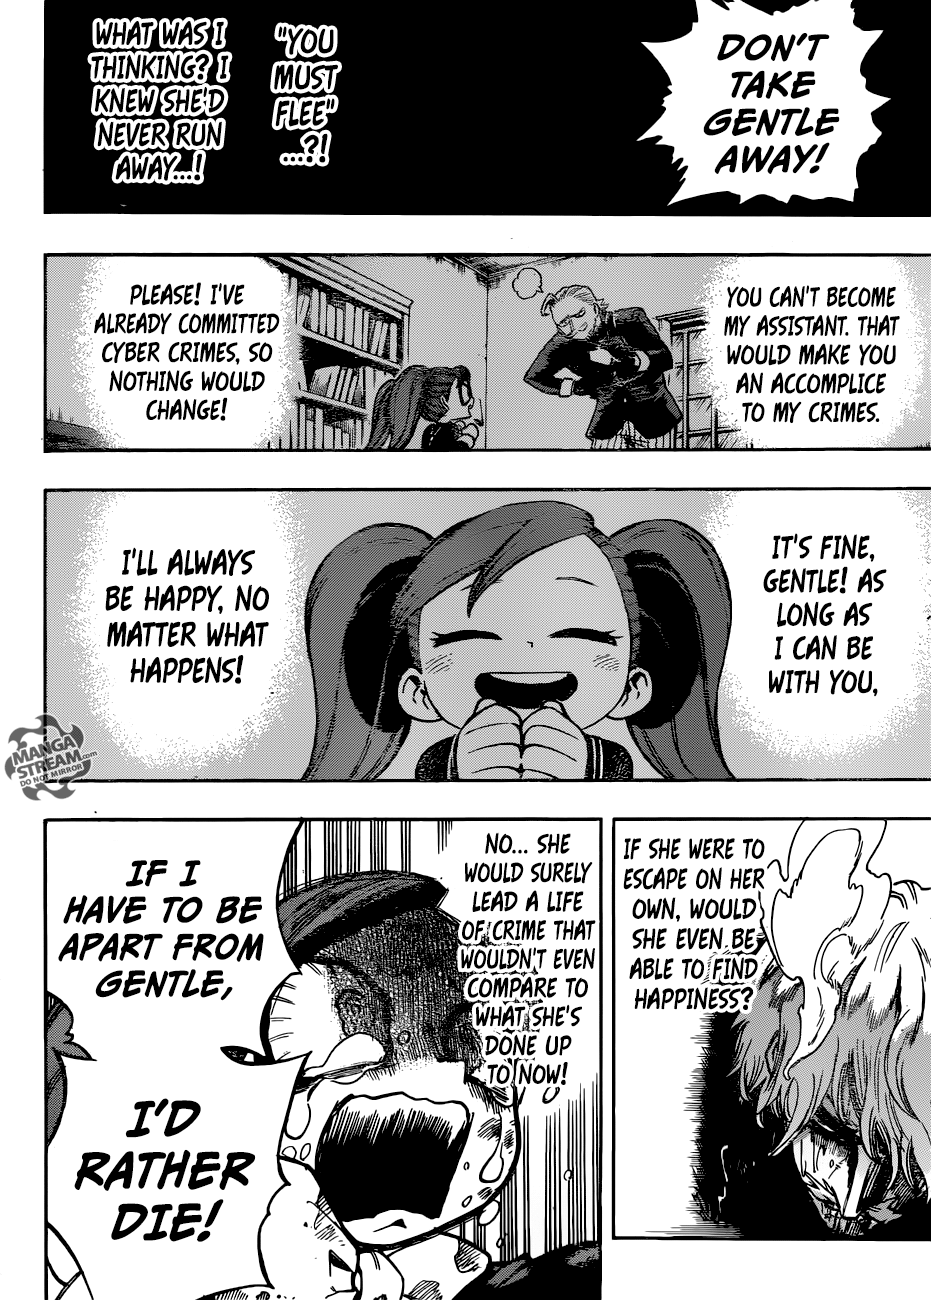 DON'T
TAKE
GENTLE
AWAY!
"YOU
MUST
FLEE"
...?!
WHAT WAS I
THINKING? I
KNEW SHE'D
NEVER RUN
AWAY...!
YOU CAN'T BECOME
MY ASSISTANT. THAT
WOULD MAKE YOU
AN ACCOMPLICE
TO MY CRIMES.
PLEASE! I'VE
ALREADY COMMITTED
CYBER CRIMES, SO
NOTHING WOULD
CHANGE!
IT'S FINE,
GENTLE! AS
LONG AS
I CAN BE
WITH YOU,
I'LL ALWAYS
BE HAPPY, NO
MATTER WHAT
HAPPENS!
MANGA
STREAM.com
DO NOT MIRROR
IF SHE WERE TO
ESCAPE ON HER
OWN, WOULD
SHE EVEN BE
ABLE TO FIND
HAPPINESS?
NO... SHE
WOULD SURELY
LEAD A LIFE
OF CRIME THAT
WOULDN'T EVEN
COMPARE TO
WHAT SHE'S
DONE UP
TO NOW!
IF I
HAVE TO BE
APART FROM
GENTLE,
I'D
RATHER
DIE!